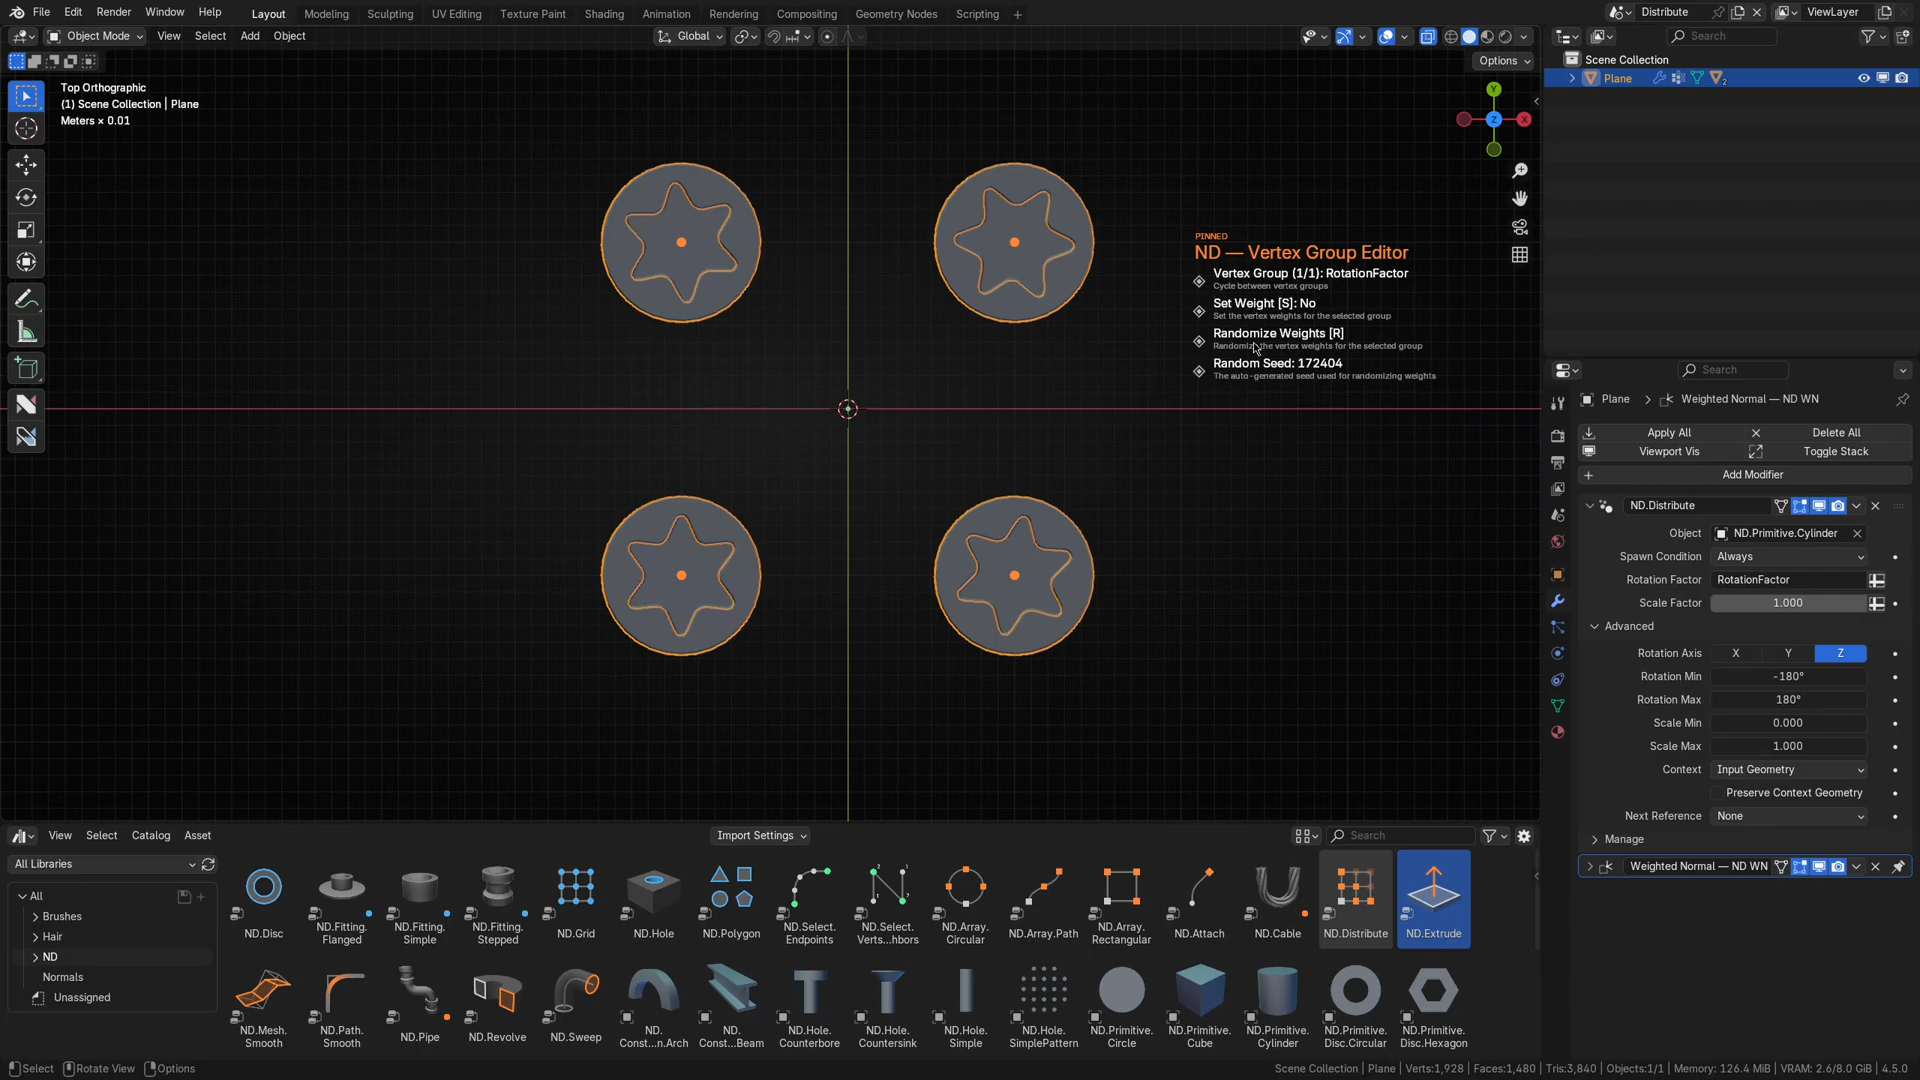 File Edit Render Window Help
Layout Modeling Sculpting UV Editing Texture Paint Shading Animation Rendering Compositing Geometry Nodes Scripting +
Distribute
ViewLayer
Object Mode View Select Add Object
Global
Search
Options
Scene Collection
Plane
2
Top Orthographic
(1) Scene Collection | Plane
Meters × 0.01
Y
Z
X
PINNED
ND — Vertex Group Editor
Vertex Group (1/1): RotationFactor
Cycle between vertex groups
Set Weight [S]: No
Set the vertex weights for the selected group
Randomize Weights [R]
Randomize the vertex weights for the selected group
Random Seed: 172404
The auto-generated seed used for randomizing weights
Search
Plane > Weighted Normal — ND WN
Apply All Delete All
Viewport Vis Toggle Stack
Add Modifier
ND.Distribute
Object ND.Primitive.Cylinder
Spawn Condition Always
Rotation Factor RotationFactor
Scale Factor 1.000
Advanced
Rotation Axis X Y Z
Rotation Min -180°
Rotation Max 180°
Scale Min 0.000
Scale Max 1.000
Context Input Geometry
Preserve Context Geometry
Next Reference None
Manage
Weighted Normal — ND WN
View Select Catalog Asset
Import Settings
Search
All Libraries
All
Brushes
Hair
ND
Normals
Unassigned
ND.Disc
ND.Fitting.
Flanged
ND.Fitting.
Simple
ND.Fitting.
Stepped
ND.Grid
ND.Hole
ND.Polygon
ND.Select.
Endpoints
ND.Select.
Verts...hbors
ND.Array.
Circular
ND.Array.Path
ND.Array.
Rectangular
ND.Attach
ND.Cable
ND.Distribute
ND.Extrude
ND.Mesh.
Smooth
ND.Path.
Smooth
ND.Pipe
ND.Revolve
ND.Sweep
ND.
Const...n.Arch
ND.
Const...Beam
ND.Hole.
Counterbore
ND.Hole.
Countersink
ND.Hole.
Simple
ND.Hole.
SimplePattern
ND.Primitive.
Circle
ND.Primitive.
Cube
ND.Primitive.
Cylinder
ND.Primitive.
Disc.Circular
ND.Primitive.
Disc.Hexagon
Select Rotate View Options
Scene Collection | Plane | Verts:1,928 | Faces:1,480 | Tris:3,840 | Objects:1/1 | Memory: 126.4 MiB | VRAM: 2.6/8.0 GiB | 4.5.0